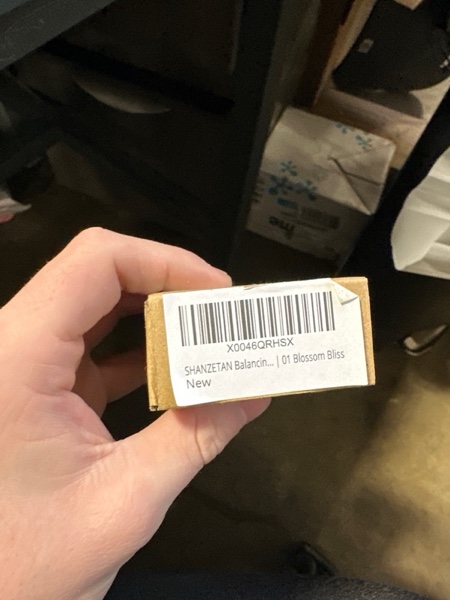 X0046QRHSX
SHANZETAN Balancin... | 01 Blossom Bliss
New